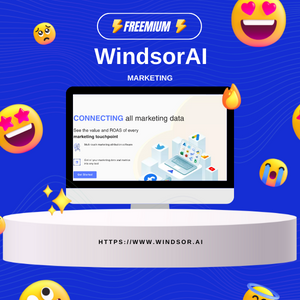 FREEMIUM
WindsorAI
MARKETING
CONNECTING all marketing data
See the value and ROAS of every
marketing touchpoint
HTTPS://WWW.WINDSOR.AI